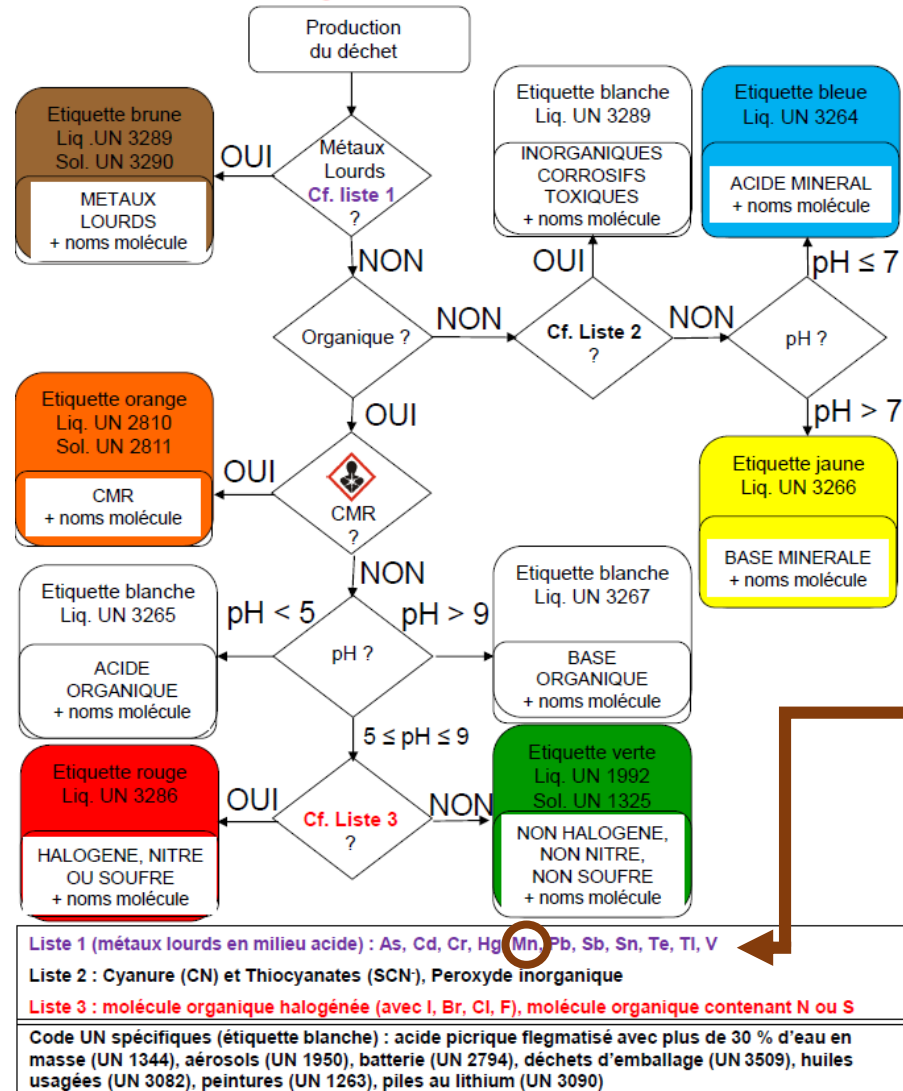 Production
du déchet
Etiquette brune
Liq .UN 3289
Sol. UN 3290
METAUX
LOURDS
+ noms molécule
OUI
Métaux
Lourds
Cf. liste 1
?
Etiquette blanche
Liq. UN 3289
INORGANIQUES
CORROSIFS
TOXIQUES
+ noms molécule
Etiquette bleue
Liq. UN 3264
ACIDE MINERAL
+ noms molécule
NON
OUI
pH ≤ 7
Organique ?
NON
Cf. Liste 2
?
NON
pH ?
Etiquette orange
Liq. UN 2810
Sol. UN 2811
CMR
+ noms molécule
OUI
OUI
CMR
?
pH > 7
Etiquette jaune
Liq. UN 3266
BASE MINERALE
+ noms molécule
NON
Etiquette blanche
Liq. UN 3265
ACIDE
ORGANIQUE
+ noms molécule
pH < 5
pH ?
pH > 9
Etiquette blanche
Liq. UN 3267
BASE
ORGANIQUE
+ noms molécule
5 ≤ pH ≤ 9
Etiquette rouge
Liq. UN 3286
HALOGENE, NITRE
OU SOUFRE
+ noms molécule
OUI
Cf. Liste 3
?
NON
Etiquette verte
Liq. UN 1992
Sol. UN 1325
NON HALOGENE,
NON NITRE,
NON SOUFRE
+ noms molécule
Liste 1 (métaux lourds en milieu acide) : As, Cd, Cr, Hg, Mn, Pb, Sb, Sn, Te, Tl, V
Liste 2 : Cyanure (CN) et Thiocyanates (SCN-), Peroxyde inorganique
Liste 3 : molécule organique halogénée (avec I, Br, Cl, F), molécule organique contenant N ou S
Code UN spécifiques (étiquette blanche) : acide picrique flegmatisé avec plus de 30 % d'eau en
masse (UN 1344), aérosols (UN 1950), batterie (UN 2794), déchets d'emballage (UN 3509), huiles
usagées (UN 3082), peintures (UN 1263), piles au lithium (UN 3090)